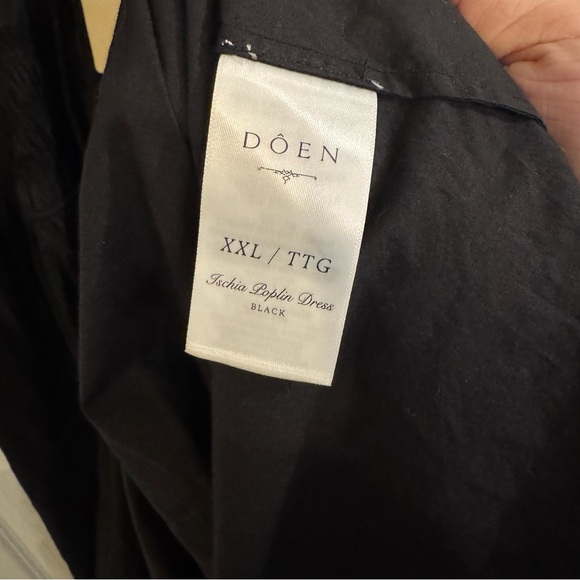 DÔEN
XXL / TTG
Ischia Poplin Dress
BLACK